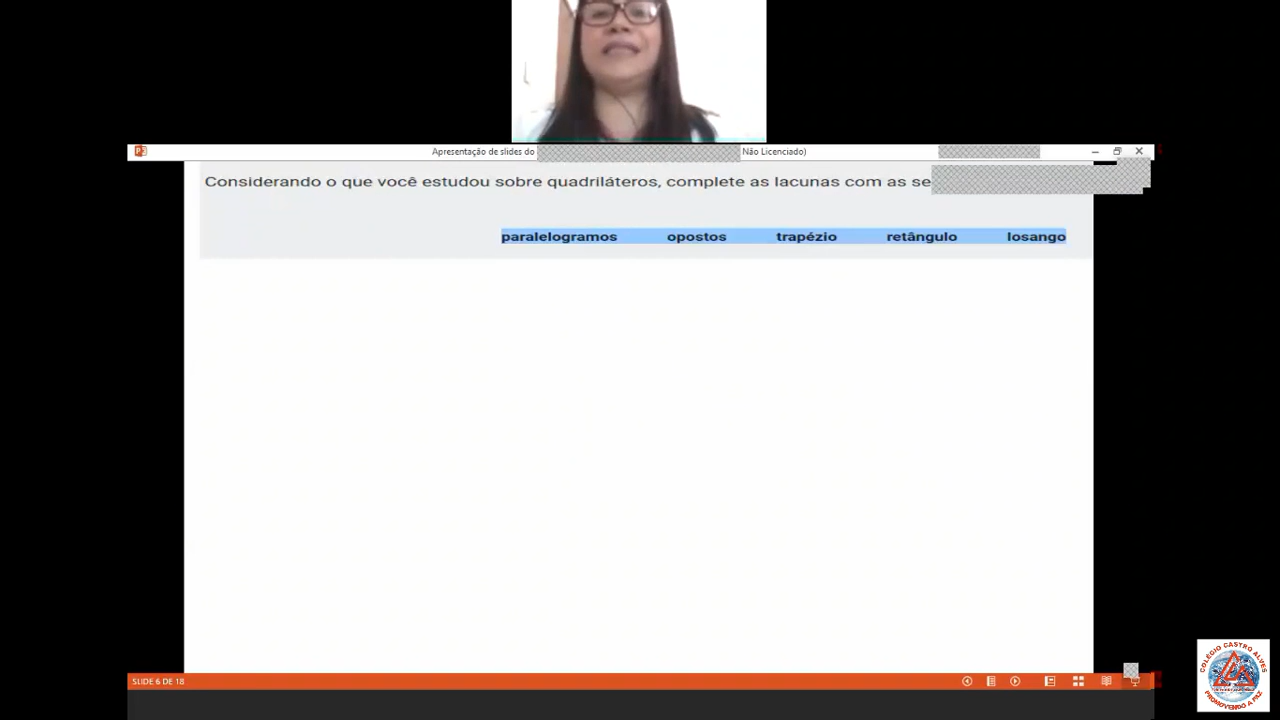 Apresentação de slides do
Não Licenciado)
Considerando o que você estudou sobre quadriláteros, complete as lacunas com as se
paralelogramos opostos trapézio retângulo losango
SLIDE 6 DE 18
COLÉGIO CASTRO ALVES
PROMOVENDO A PAZ